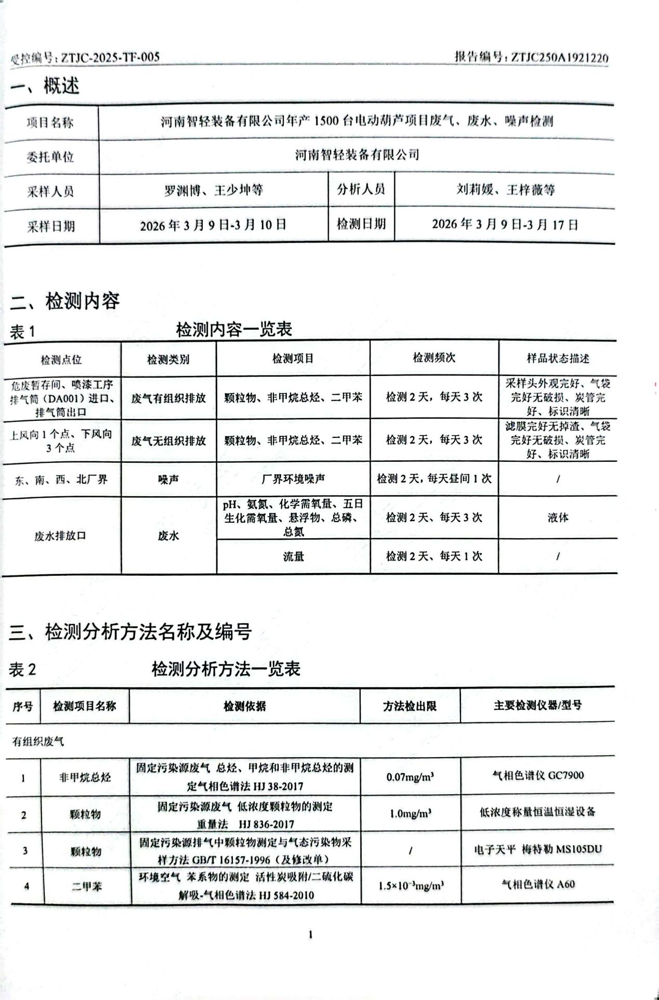 受控编号：ZTJC-2025-TF-005 报告编号：ZTJC250A1921220
一、概述
项目名称 河南智轻装备有限公司年产 1500 台电动葫芦项目废气、废水、噪声检测
委托单位 河南智轻装备有限公司
采样人员 罗渊博、王少坤等 分析人员 刘莉媛、王梓薇等
采样日期 2026 年 3 月 9 日-3 月 10 日 检测日期 2026 年 3 月 9 日-3 月 17 日
二、检测内容
表 1 检测内容一览表
检测点位 检测类别 检测项目 检测频次 样品状态描述
危废暂存间、喷漆工序
排气筒（DA001）进口、
排气筒出口
废气有组织排放 颗粒物、非甲烷总烃、二甲苯 检测 2 天，每天 3 次
采样头外观完好、气袋
完好无破损、炭管完
好、标识清晰
上风向 1 个点、下风向
3 个点
废气无组织排放 颗粒物、非甲烷总烃、二甲苯 检测 2 天，每天 3 次
滤膜完好无掉渣、气袋
完好无破损、炭管完
好、标识清晰
东、南、西、北厂界 噪声 厂界环境噪声 检测 2 天，每天昼间 1 次 /
废水排放口 废水
pH、氨氮、化学需氧量、五日
生化需氧量、悬浮物、总磷、
总氮
检测 2 天、每天 3 次 液体
流量 检测 2 天、每天 1 次 /
三、检测分析方法名称及编号
表 2 检测分析方法一览表
序号 检测项目名称 检测依据 方法检出限 主要检测仪器/型号
有组织废气
1 非甲烷总烃
固定污染源废气 总烃、甲烷和非甲烷总烃的测
定气相色谱法 HJ 38-2017
0.07mg/m³ 气相色谱仪 GC7900
2 颗粒物
固定污染源废气 低浓度颗粒物的测定
重量法 HJ 836-2017
1.0mg/m³ 低浓度称量恒温恒湿设备
3 颗粒物
固定污染源排气中颗粒物测定与气态污染物采
样方法 GB/T 16157-1996（及修改单）
/ 电子天平 梅特勒 MS105DU
4 二甲苯
环境空气 苯系物的测定 活性炭吸附/二硫化碳
解吸-气相色谱法 HJ 584-2010
1.5×10⁻³mg/m³ 气相色谱仪 A60
1